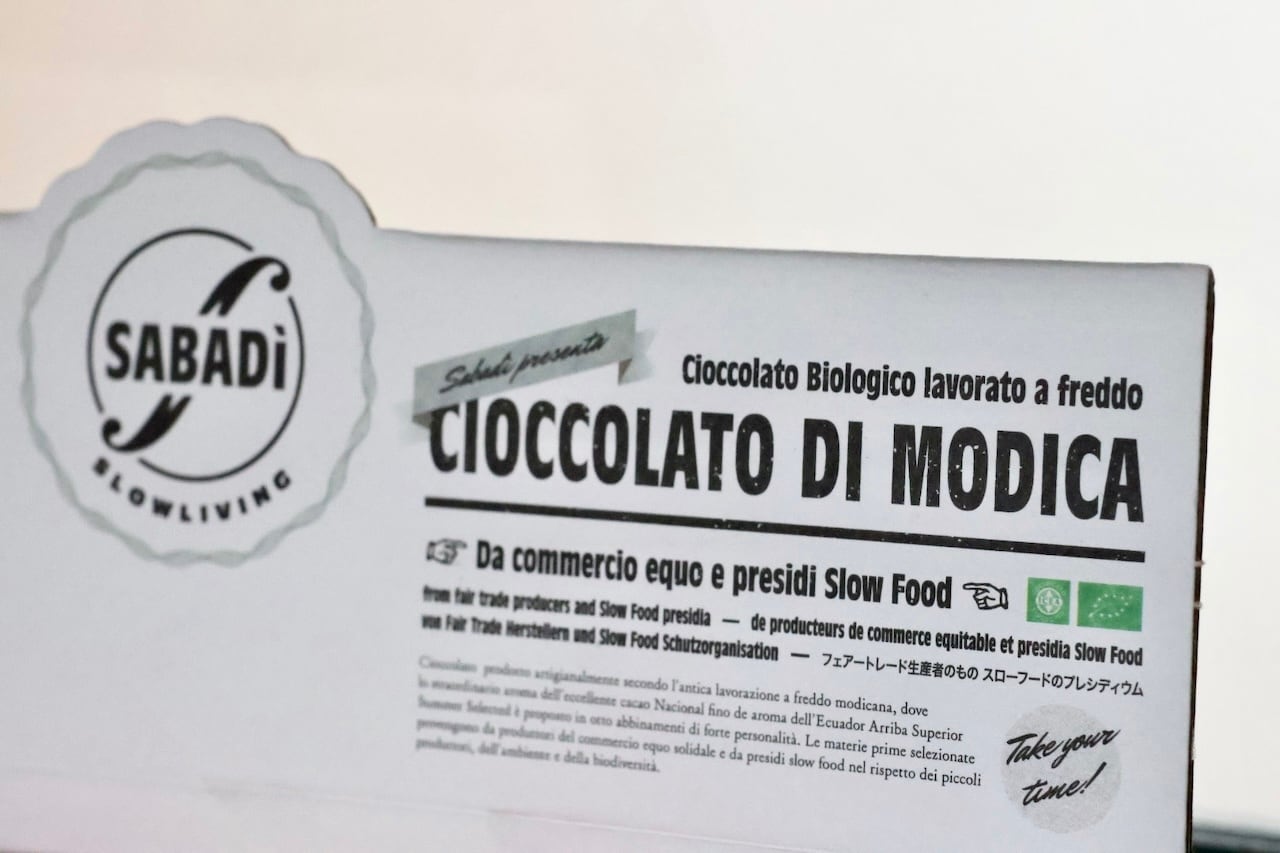 SABADÌ
SLOWLIVING
Sabadì presenta
Cioccolato Biologico lavorato a freddo
CIOCCOLATO DI MODICA
Da commercio equo e presidi Slow Food
from fair trade producers and Slow Food presidia — de producteurs de commerce equitable et presidia Slow Food
von Fair Trade Herstellern und Slow Food Schutzorganisation — フェアートレード生産者のもの スローフードのプレシディウム
Cioccolato prodotto artigianalmente secondo l'antica lavorazione a freddo modicana, dove
lo straordinario aroma dell'eccellente cacao Nacional fino de aroma dell'Ecuador Arriba Superior
Summer Selected è proposto in otto abbinamenti di forte personalità. Le materie prime selezionate
provengono da produttori del commercio equo solidale e da presidi slow food nel rispetto dei piccoli
produttori, dell'ambiente e della biodiversità.
Take your
time!